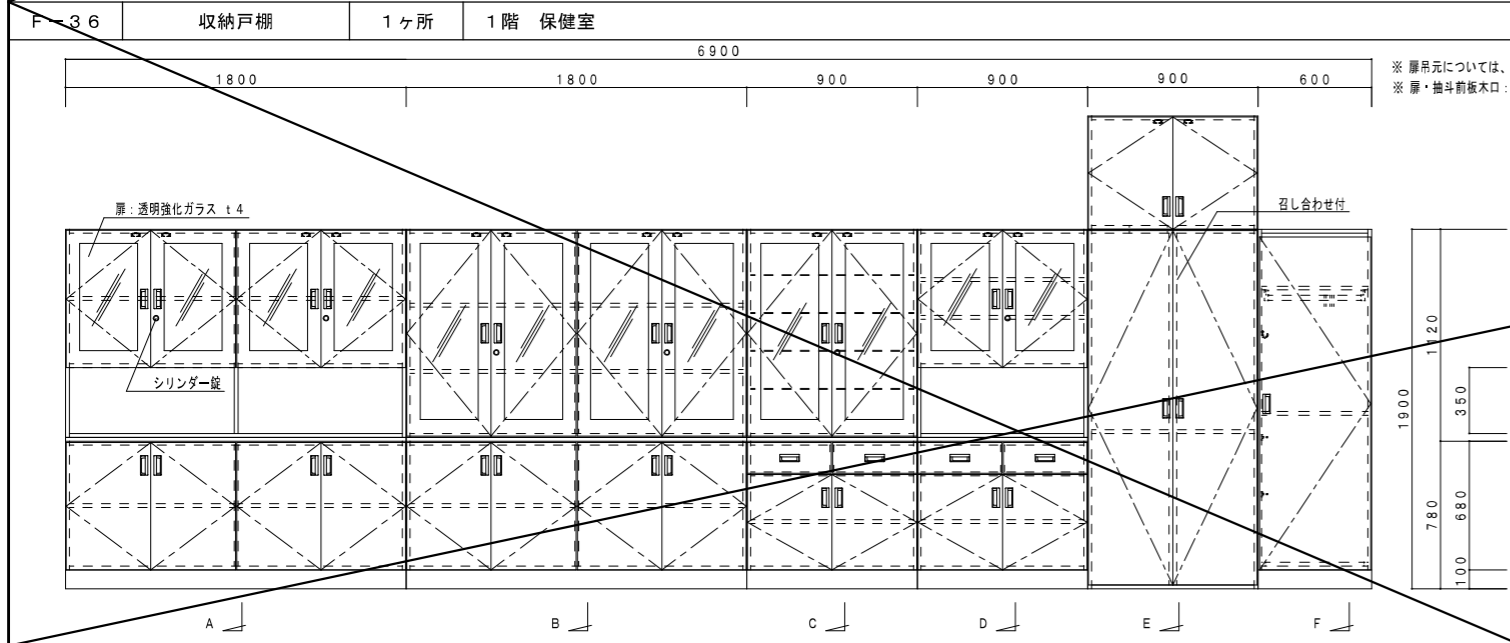 F-36 収納戸棚 1ヶ所 1階 保健室
6900
1800 1800 900 900 900 600
※ 扉吊元については、
※ 扉・抽斗前板木口:
扉:透明強化ガラス t4
召し合わせ付
シリンダー錠
1900
1120
780
350
680
100
A B C D E F